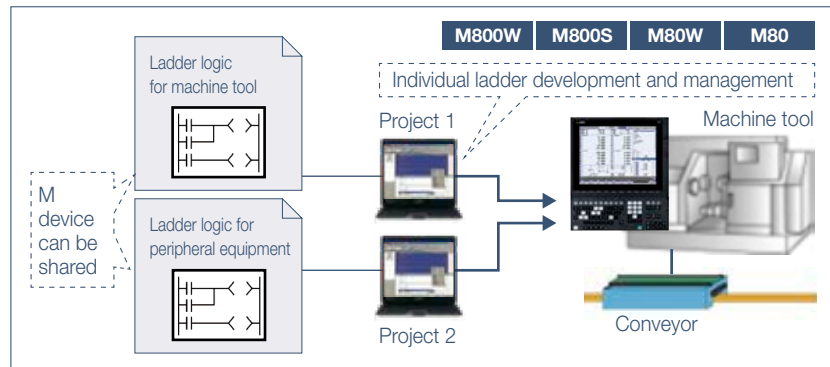 M800W M800S M80W M80
Ladder logic
for machine tool
Individual ladder development and management
Project 1
Machine tool
M
device
can be
shared
Ladder logic for
peripheral equipment
Project 2
Conveyor